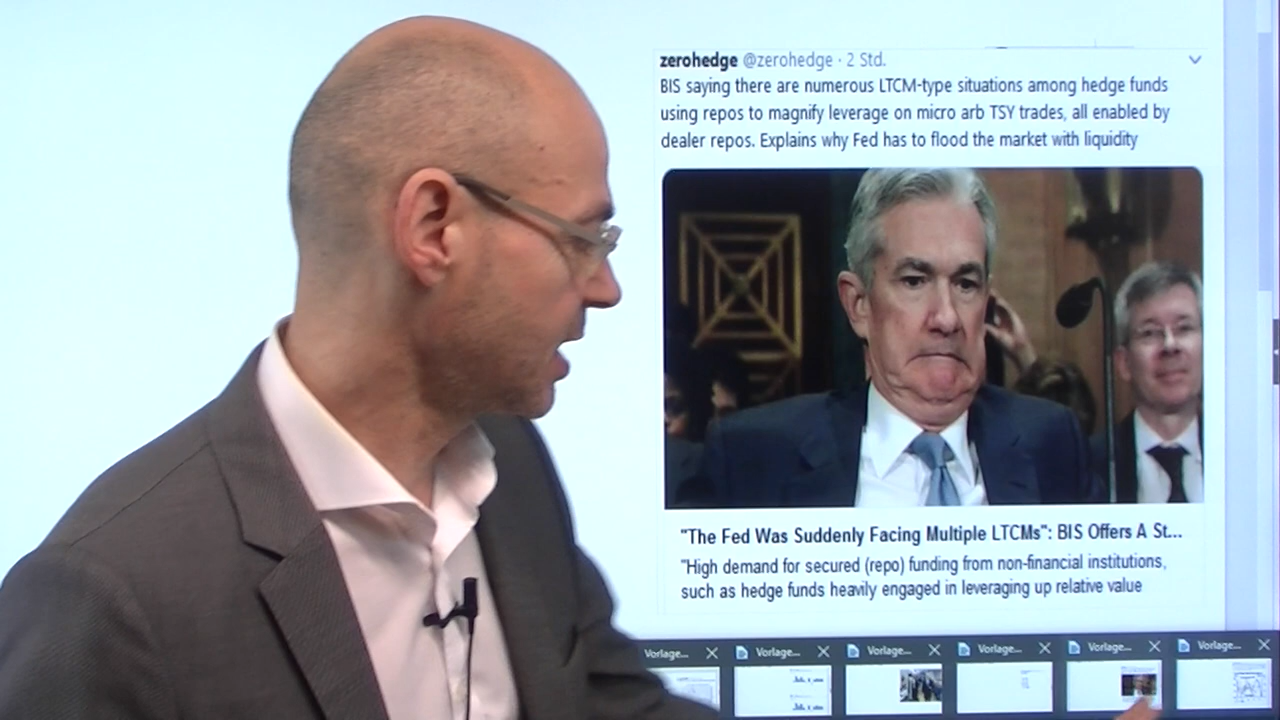 zerohedge @zerohedge · 2 Std.
BIS saying there are numerous LTCM-type situations among hedge funds
using repos to magnify leverage on micro arb TSY trades, all enabled by
dealer repos. Explains why Fed has to flood the market with liquidity
"The Fed Was Suddenly Facing Multiple LTCMs": BIS Offers A St...
"High demand for secured (repo) funding from non-financial institutions,
such as hedge funds heavily engaged in leveraging up relative value
Vorlage... Vorlage... Vorlage... Vorlage... Vorlage... Vorlage...